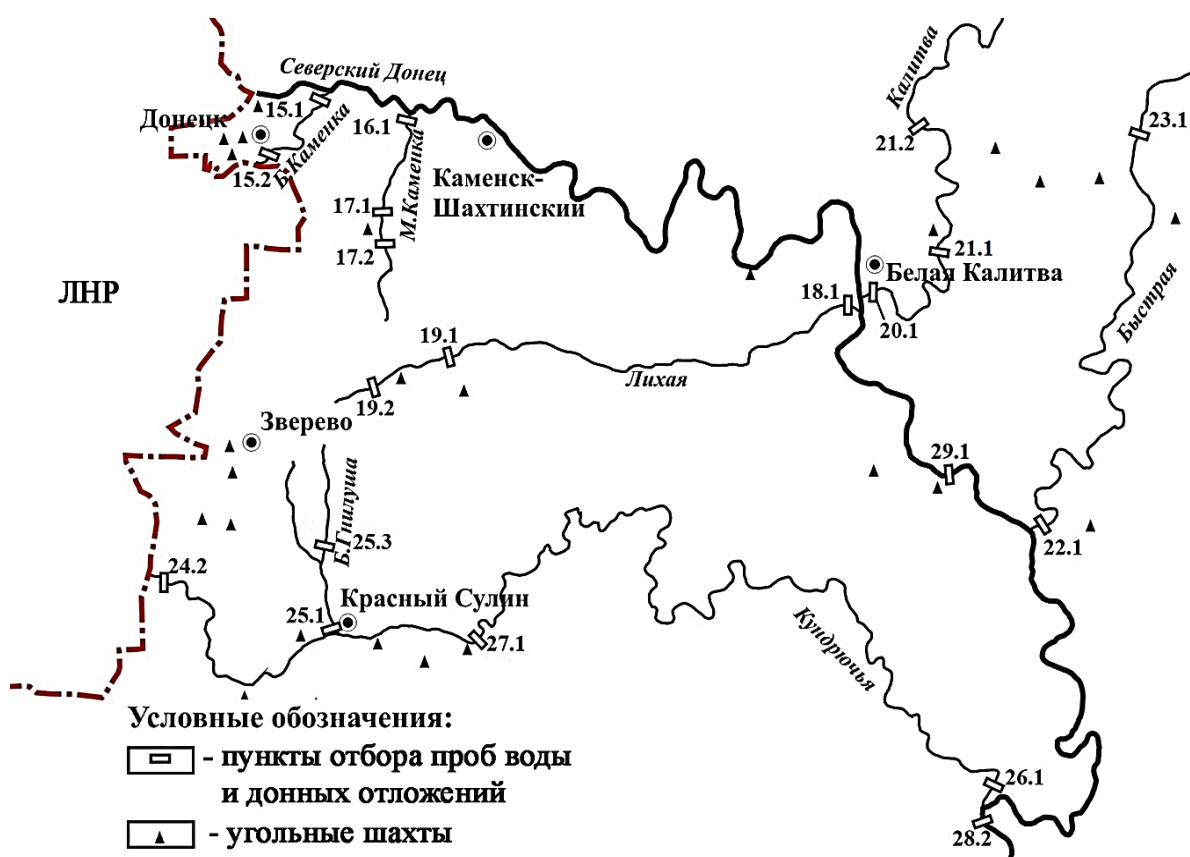 Северский Донец
Калитва
15.1
23.1
Донецк
16.1
21.2
Б.Каменка
15.2
Каменск-
Шахтинский
М.Каменка
17.1
17.2
21.1
Белая Калитва
ЛНР
18.1
20.1
Быстрая
19.1
Лихая
19.2
Зверево
29.1
Б.Гнилуша
25.3
22.1
24.2
Красный Сулин
25.1
27.1
Кундрючья
Условные обозначения:
- пункты отбора проб воды
и донных отложений
- угольные шахты
26.1
28.2